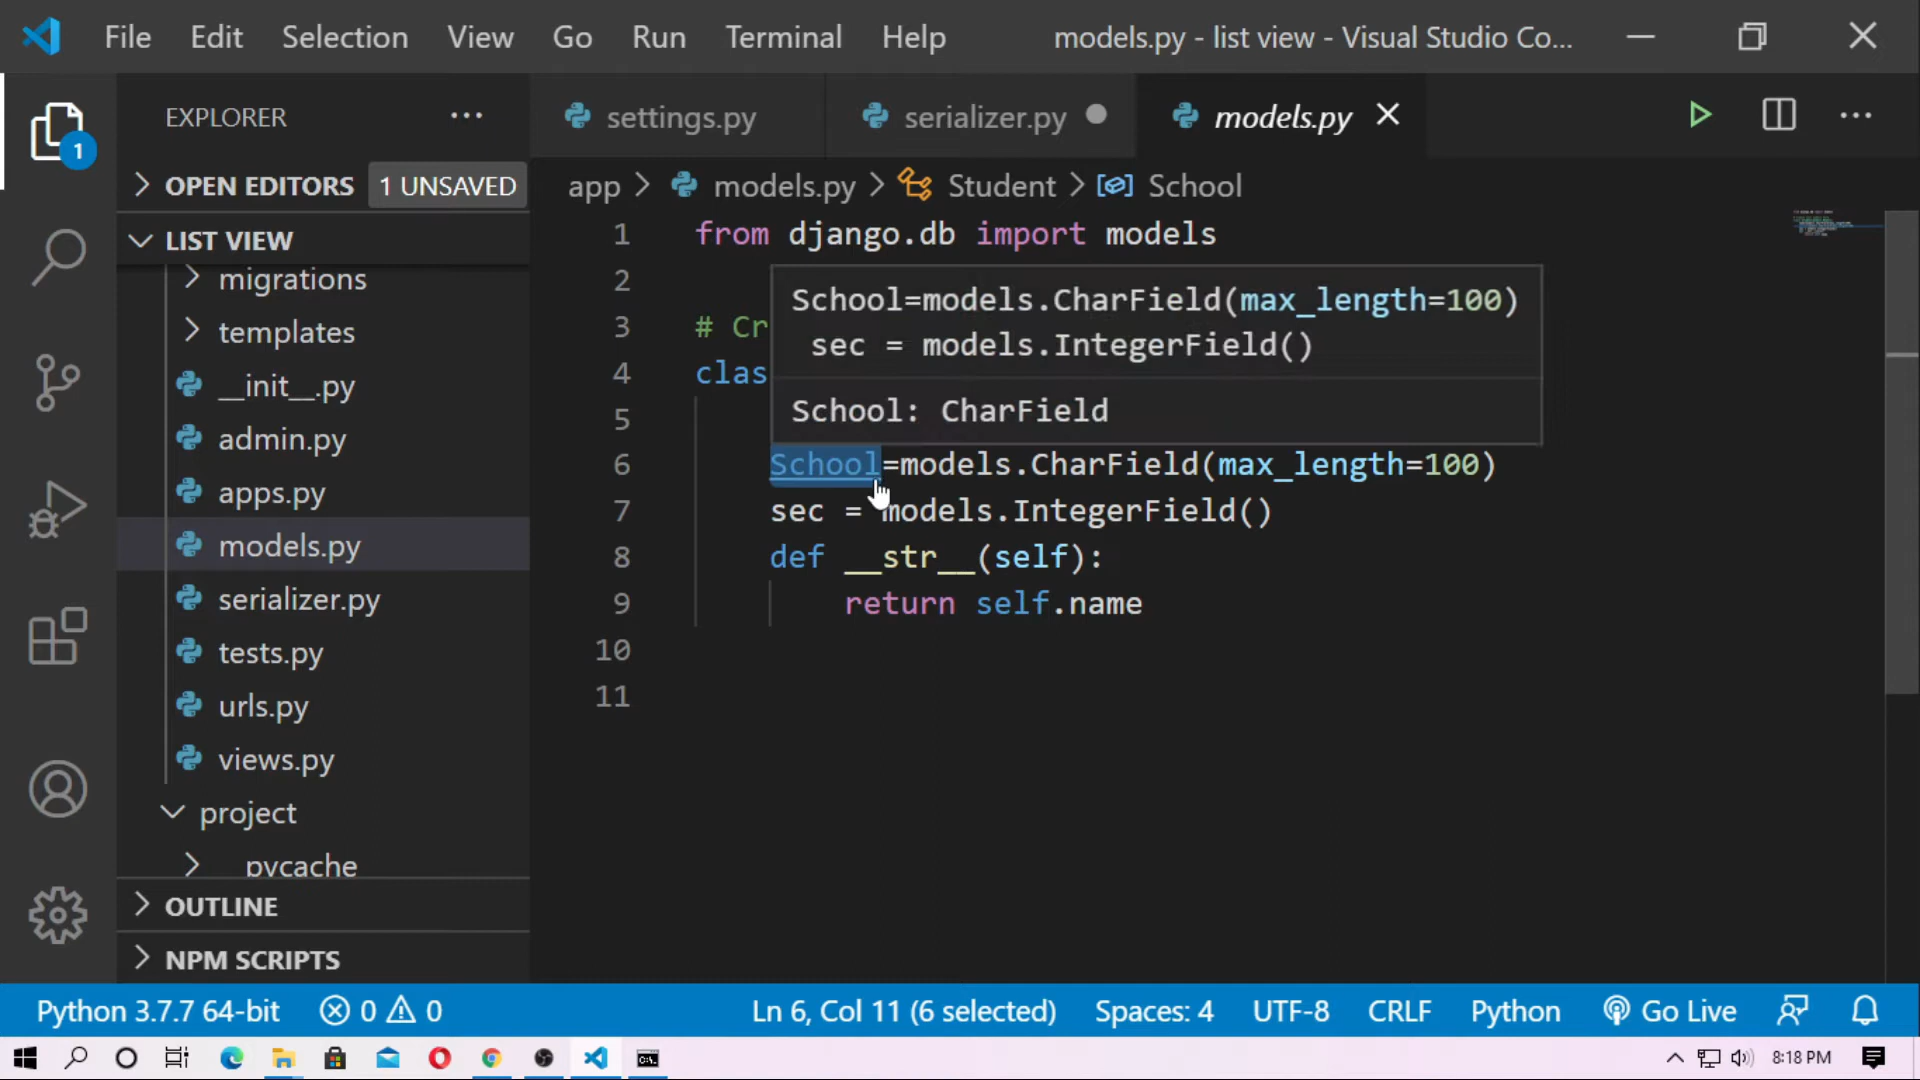 File Edit Selection View Go Run Terminal Help models.py - list view - Visual Studio Co...
EXPLORER ...
settings.py serializer.py models.py ...
OPEN EDITORS 1 UNSAVED
app > models.py > Student > School
LIST VIEW
migrations
templates
__init__.py
admin.py
apps.py
models.py
serializer.py
tests.py
urls.py
views.py
project
pycache
OUTLINE
NPM SCRIPTS
1 from django.db import models
2
School=models.CharField(max_length=100)
3 # Cr
sec = models.IntegerField()
4 clas
School: CharField
5
6 School=models.CharField(max_length=100)
7 sec = models.IntegerField()
8 def __str__(self):
9 return self.name
10
11
1
Python 3.7.7 64-bit 0 0 Ln 6, Col 11 (6 selected) Spaces: 4 UTF-8 CRLF Python Go Live
8:18 PM